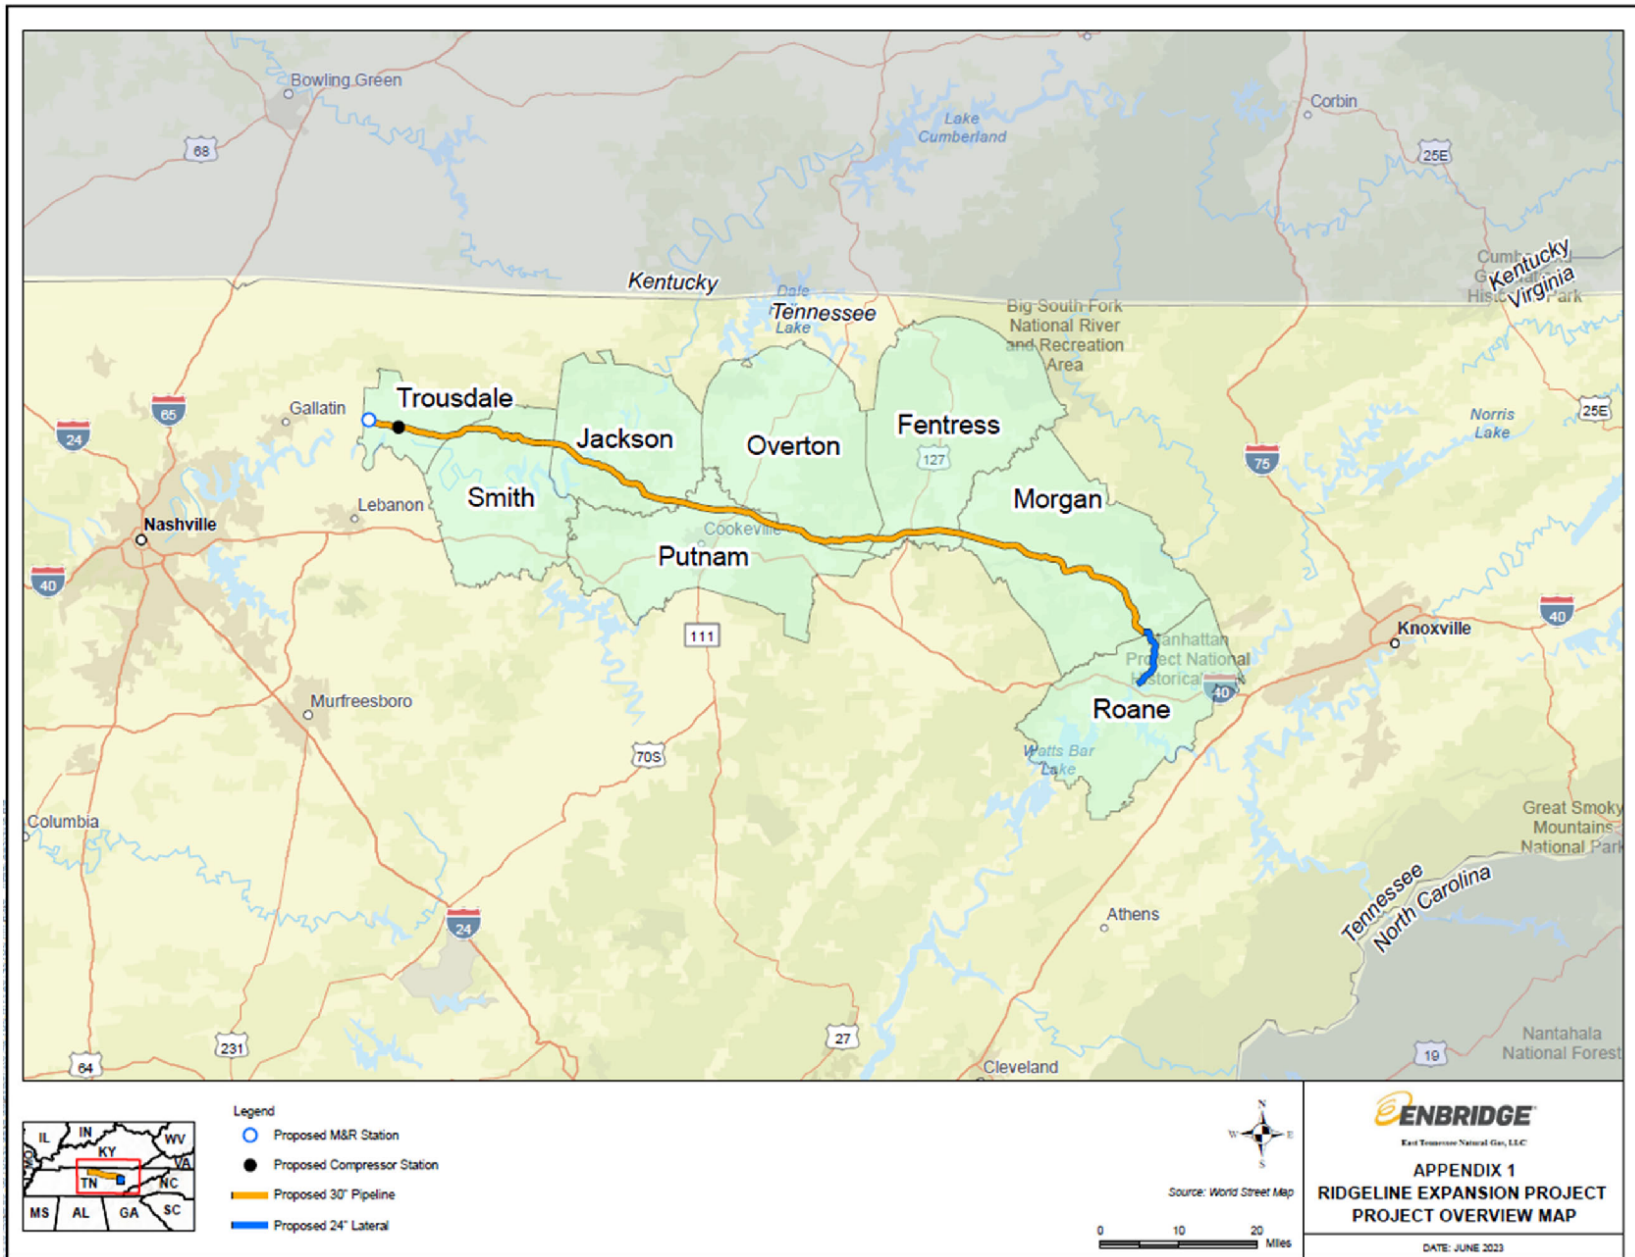 Bowling Green
68
Lake
Cumberland
Corbin
25E
Kentucky
Tennessee
Dale
Lake
Big South Fork
National River
and Recreation
Area
Kentucky
Virginia
Trousdale
Gallatin
65
24
Jackson
Overton
Fentress
127
Norris
Lake
25E
75
Smith
Morgan
Lebanon
Nashville
Cookeville
Putnam
40
111
Knoxville
40
Project National
40
Roane
Murfreesboro
70S
Watts Bar
Lake
Columbia
Great Smoky
Mountains
National Park
24
Athens
Tennessee
North Carolina
27
231
64
Cleveland
19
Nantahala
National Forest
IL
IN
WV
KY
VA
TN
NC
MS
AL
GA
SC
Legend
Proposed M&R Station
Proposed Compressor Station
Proposed 30" Pipeline
Proposed 24" Lateral
N
W
E
S
Source: World Street Map
0 10 20
Miles
ENBRIDGE
East Tennessee Natural Gas, LLC
APPENDIX 1
RIDGELINE EXPANSION PROJECT
PROJECT OVERVIEW MAP
DATE: JUNE 2023